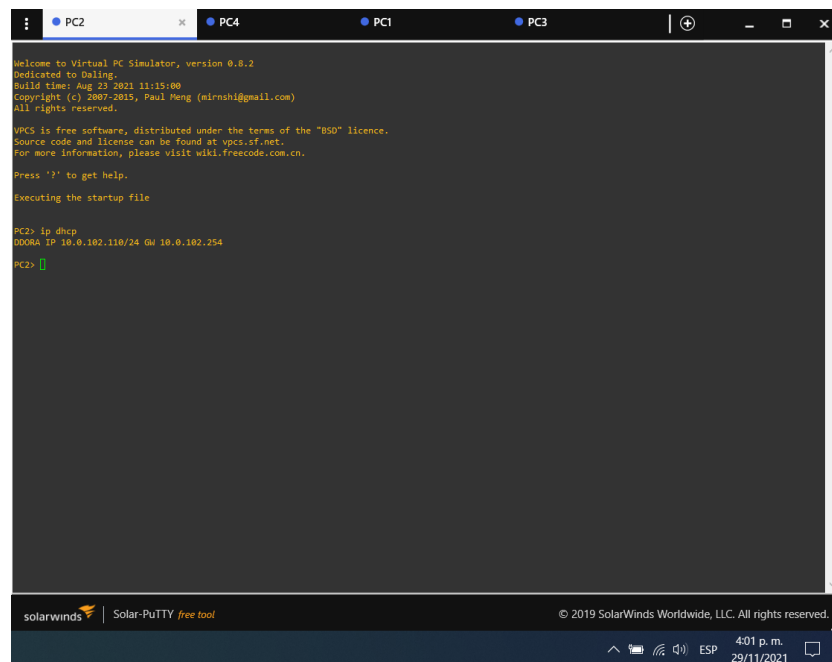 PC2
PC4
PC1
PC3
Welcome to Virtual PC Simulator, version 0.8.2
Dedicated to Daling.
Build time: Aug 23 2021 11:15:00
Copyright (c) 2007-2015, Paul Meng (mirnshi@gmail.com)
All rights reserved.
VPCS is free software, distributed under the terms of the "BSD" licence.
Source code and license can be found at vpcs.sf.net.
For more information, please visit wiki.freecode.com.cn.
Press '?' to get help.
Executing the startup file
PC2> ip dhcp
DDORA IP 10.0.102.110/24 GW 10.0.102.254
PC2>
solarwinds
Solar-PuTTY free tool
© 2019 SolarWinds Worldwide, LLC. All rights reserved.
ESP
4:01 p. m.
29/11/2021